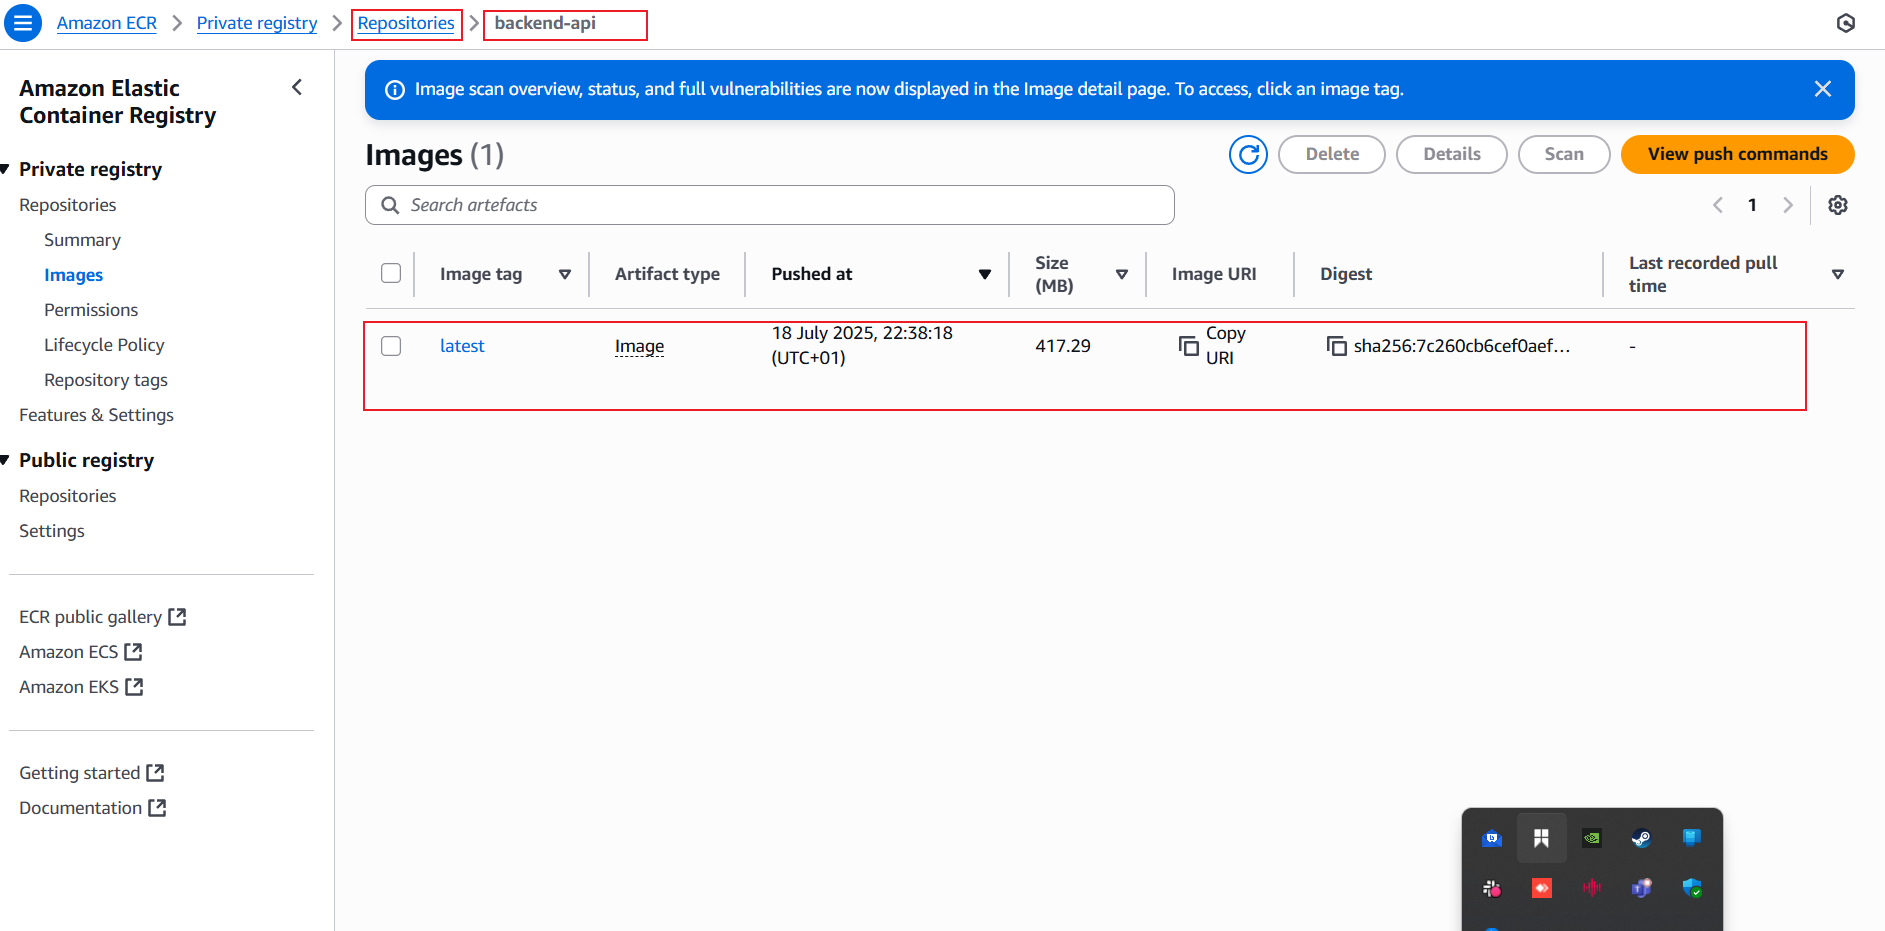 Amazon ECR
Private registry
Repositories
backend-api
Amazon Elastic
Container Registry
Private registry
Repositories
Summary
Images
Permissions
Lifecycle Policy
Repository tags
Features & Settings
Public registry
Repositories
Settings
ECR public gallery
Amazon ECS
Amazon EKS
Getting started
Documentation
Image scan overview, status, and full vulnerabilities are now displayed in the Image detail page. To access, click an image tag.
Images (1)
Delete
Details
Scan
View push commands
Search artefacts
1
Image tag
Artifact type
Pushed at
Size
(MB)
Image URI
Digest
Last recorded pull
time
latest
Image
18 July 2025, 22:38:18
(UTC+01)
417.29
Copy
URI
sha256:7c260cb6cef0aef...
-